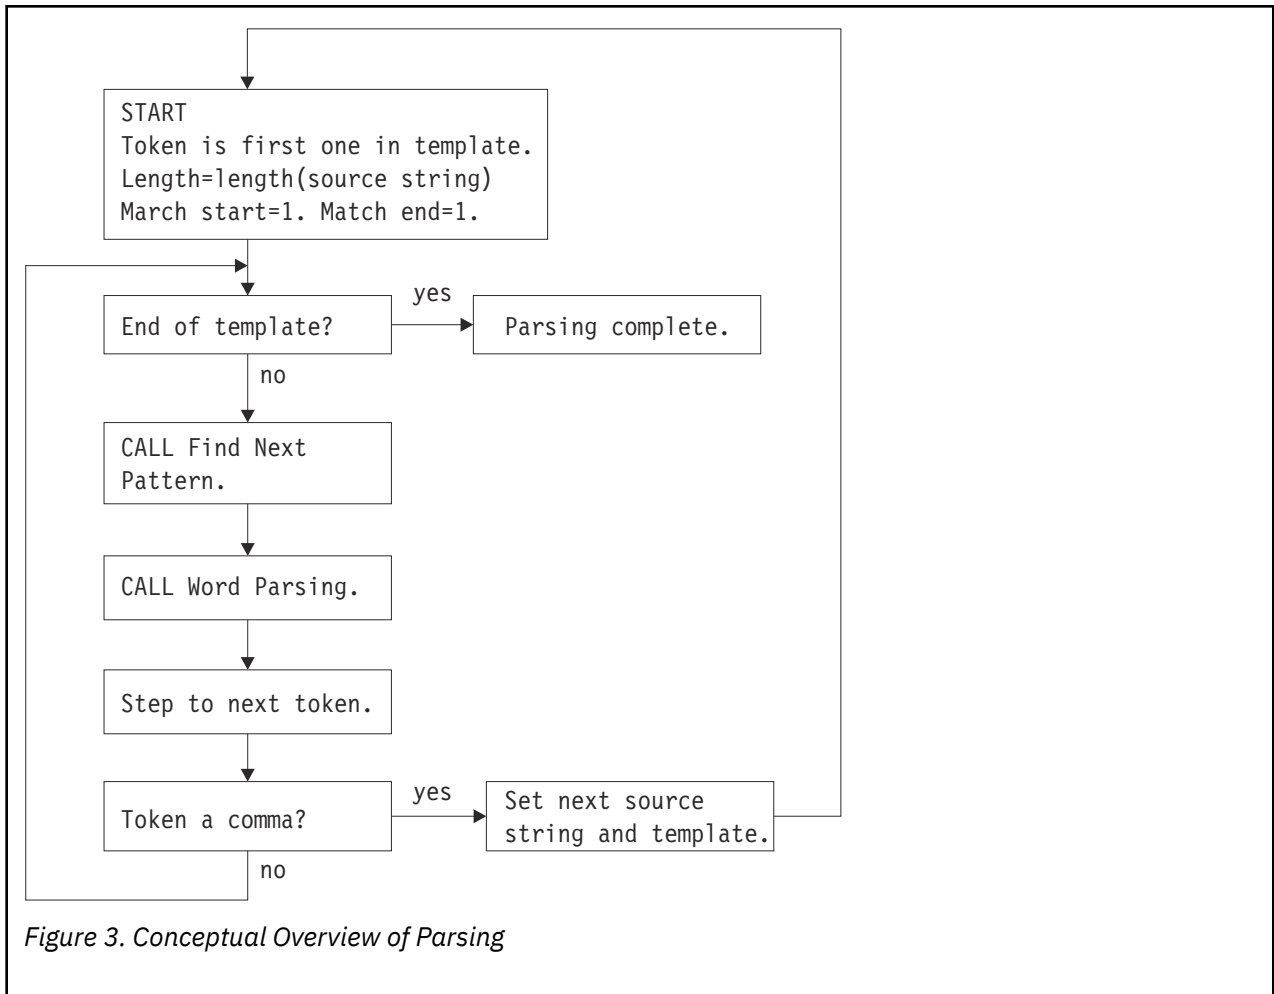 START
Token is first one in template.
Length=length(source string)
March start=1. Match end=1.
End of template?
yes
Parsing complete.
no
CALL Find Next
Pattern.
CALL Word Parsing.
Step to next token.
Token a comma?
yes
Set next source
string and template.
no
Figure 3. Conceptual Overview of Parsing